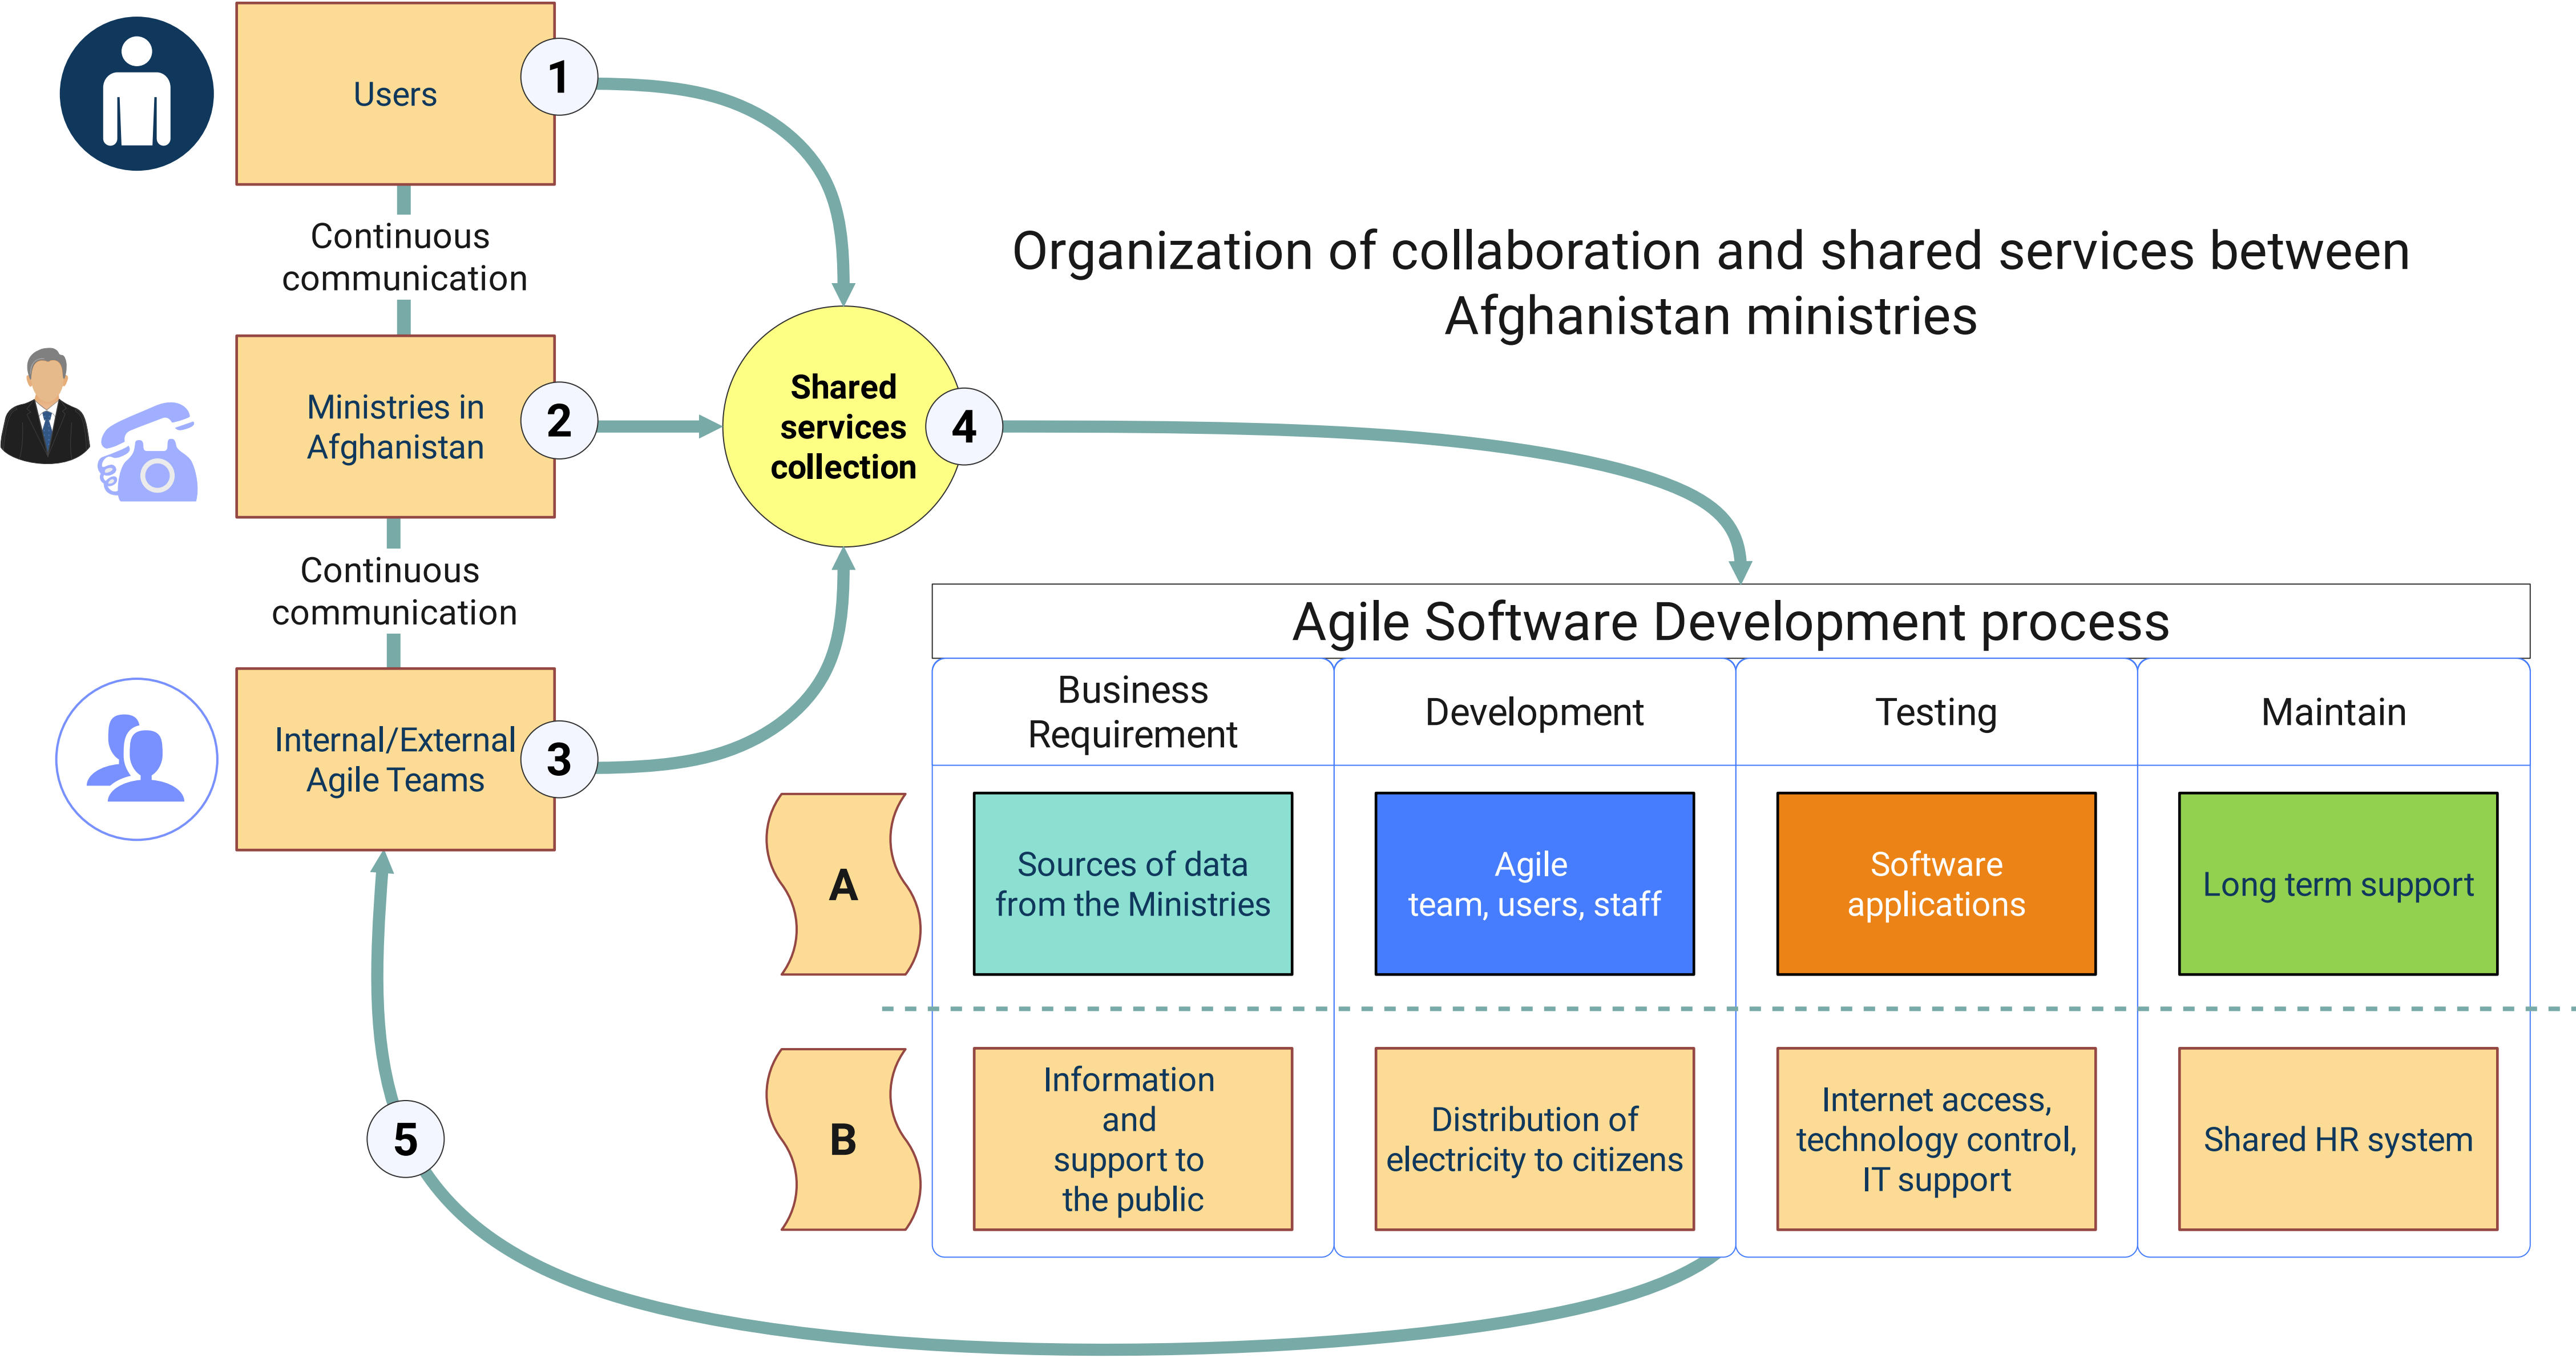 Users
1
Continuous
communication
Organization of collaboration and shared services between
Afghanistan ministries
Ministries in
Afghanistan
2
Shared
services
collection
4
Continuous
communication
Internal/External
Agile Teams
3
Agile Software Development process
Business
Requirement
Development
Testing
Maintain
A
Sources of data
from the Ministries
Agile
team, users, staff
Software
applications
Long term support
B
Information
and
support to
the public
Distribution of
electricity to citizens
Internet access,
technology control,
IT support
Shared HR system
5